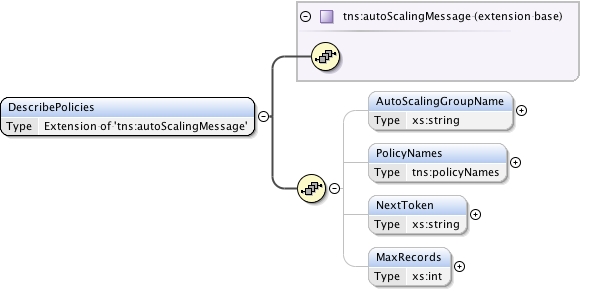 tns:autoScalingMessage (extension base)
DescribePolicies
Type Extension of 'tns:autoScalingMessage'
AutoScalingGroupName
Type xs:string
PolicyNames
Type tns:policyNames
NextToken
Type xs:string
MaxRecords
Type xs:int